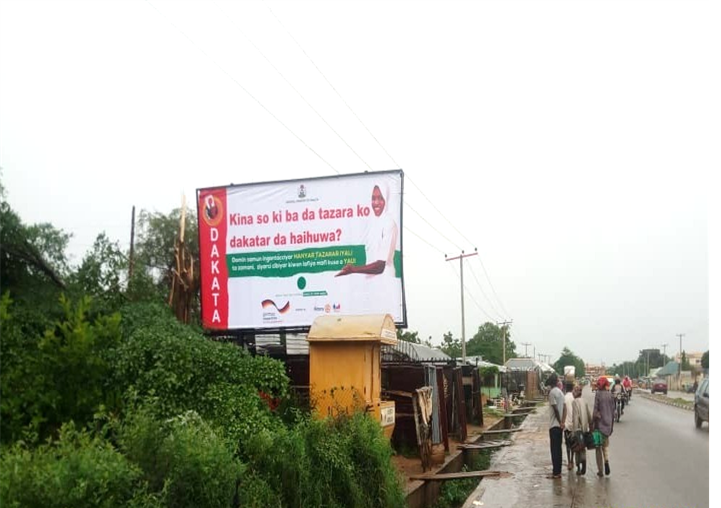 DAKATA
Kina so ki ba da tazara ko
dakatar da haihuwa?
Domin samun ingantacciyar HANYAR TAZARAR IYALI
ta zamani, ziyarci cibiyar kiwon lafiya mafi kusa a YAU!